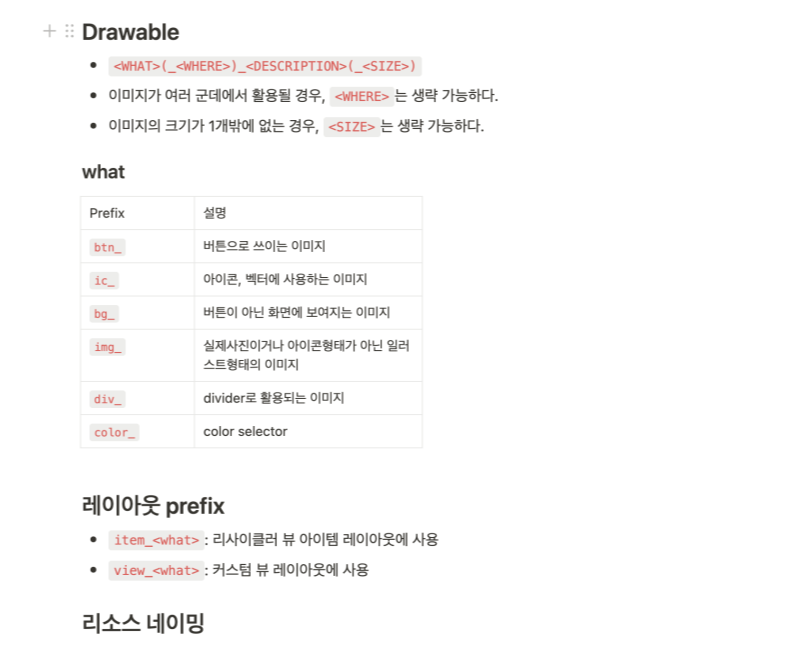 Drawable
<WHAT>(_<WHERE>)_<DESCRIPTION>(_<SIZE>)
이미지가 여러 군데에서 활용될 경우, <WHERE> 는 생략 가능하다.
이미지의 크기가 1개밖에 없는 경우, <SIZE> 는 생략 가능하다.
what
Prefix 설명
btn_ 버튼으로 쓰이는 이미지
ic_ 아이콘, 벡터에 사용하는 이미지
bg_ 버튼이 아닌 화면에 보여지는 이미지
img_ 실제사진이거나 아이콘형태가 아닌 일러
스트형태의 이미지
div_ divider로 활용되는 이미지
color_ color selector
레이아웃 prefix
item_<what> : 리사이클러 뷰 아이템 레이아웃에 사용
view_<what> : 커스텀 뷰 레이아웃에 사용
리소스 네이밍